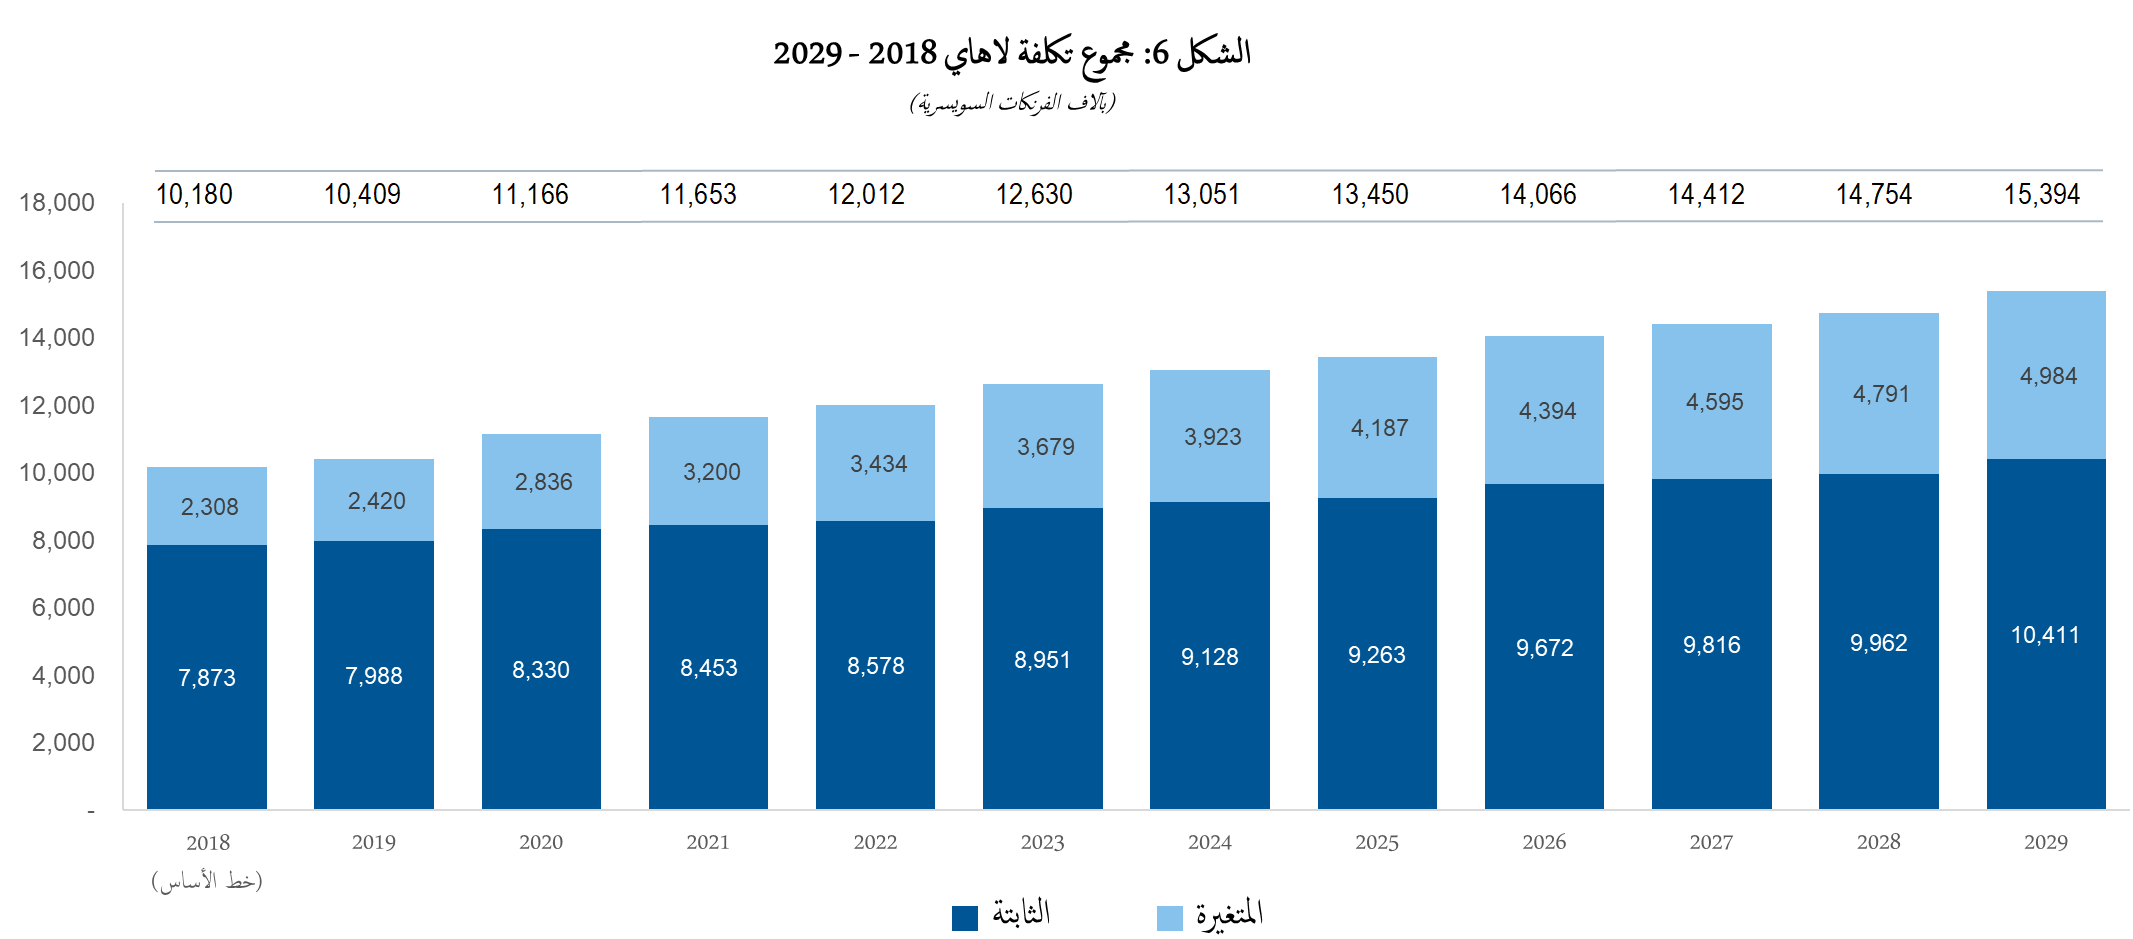 الشكل 6: مجموع تكلفة لاهاي 2018 - 2029
(بآلاف الفرنكات السويسرية)
10,180 10,409 11,166 11,653 12,012 12,630 13,051 13,450 14,066 14,412 14,754 15,394
18,000
16,000
14,000
12,000
10,000
8,000
6,000
4,000
2,000
-
2,308 2,420 2,836 3,200 3,434 3,679 3,923 4,187 4,394 4,595 4,791 4,984
7,873 7,988 8,330 8,453 8,578 8,951 9,128 9,263 9,672 9,816 9,962 10,411
2018 2019 2020 2021 2022 2023 2024 2025 2026 2027 2028 2029
(خط الأساس)
الثابتة المتغيرة